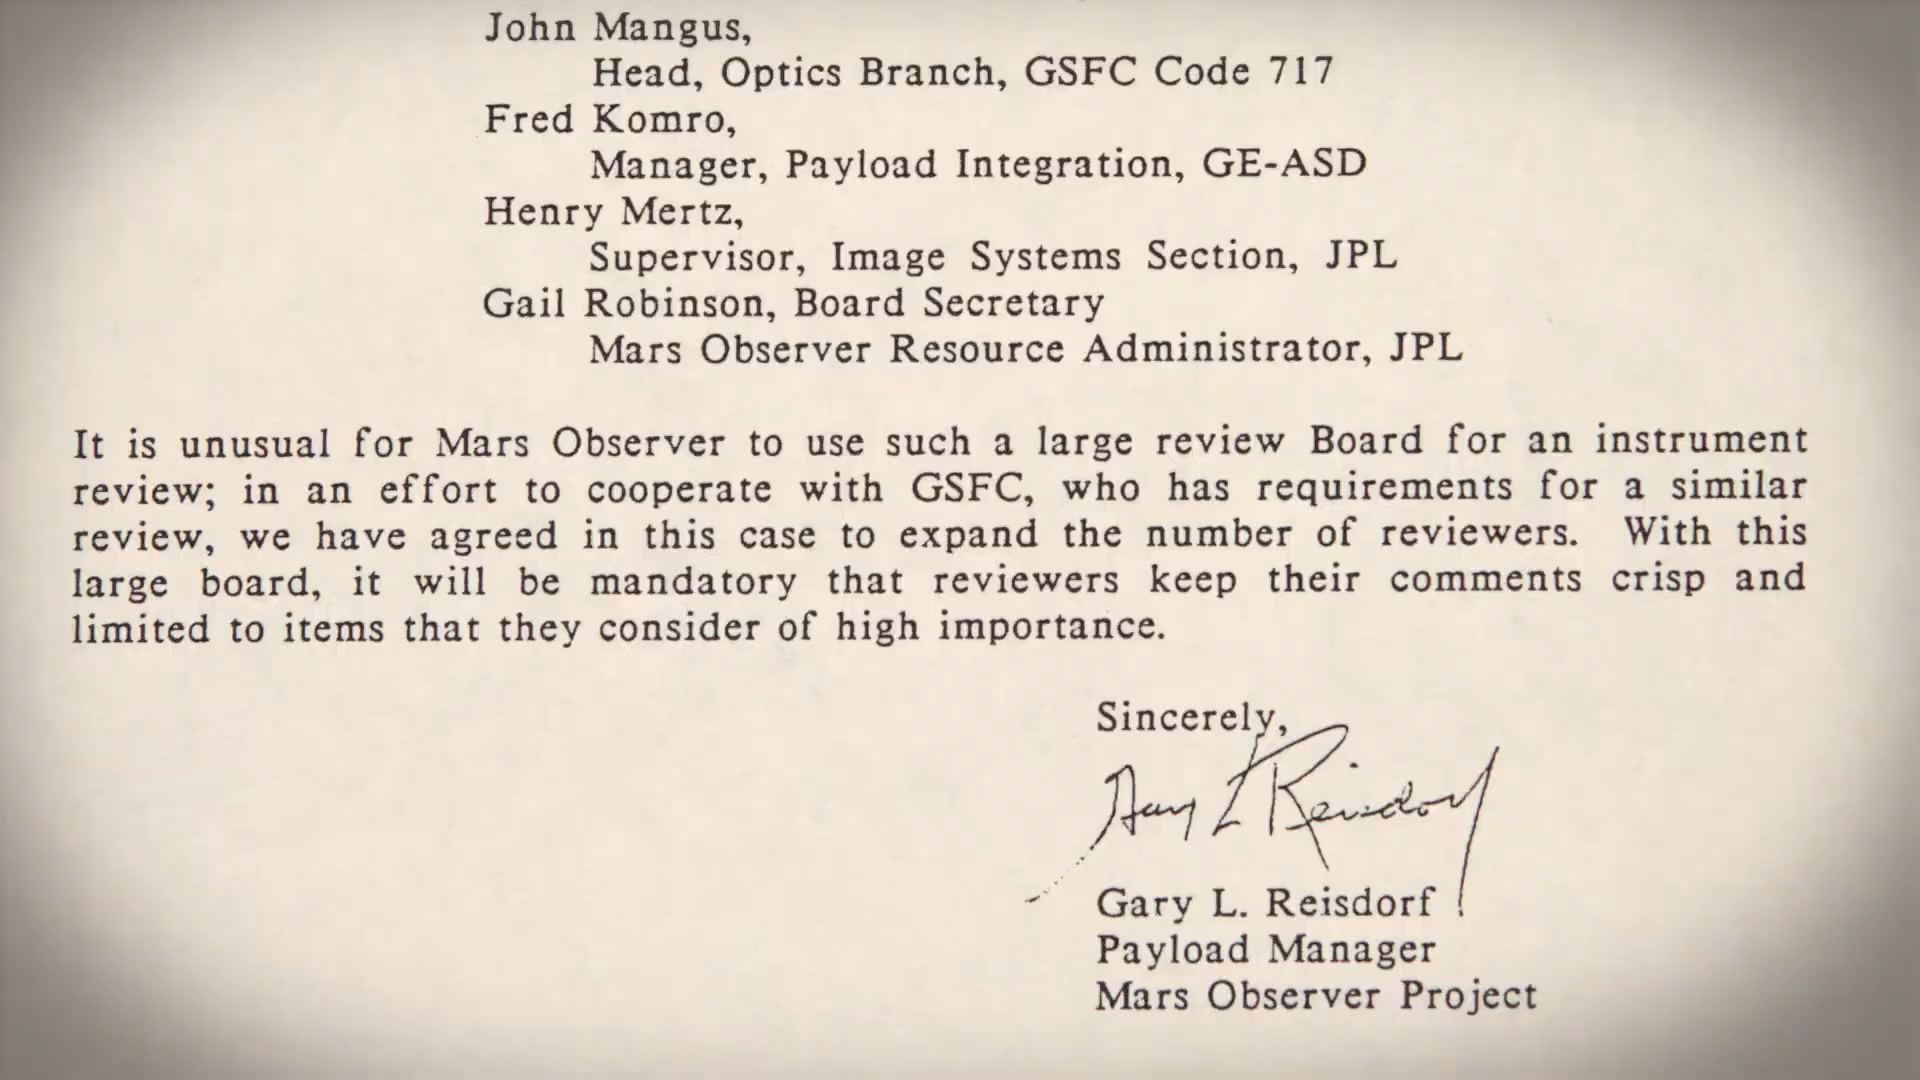 John Mangus,
Head, Optics Branch, GSFC Code 717
Fred Komro,
Manager, Payload Integration, GE-ASD
Henry Mertz,
Supervisor, Image Systems Section, JPL
Gail Robinson, Board Secretary
Mars Observer Resource Administrator, JPL
It is unusual for Mars Observer to use such a large review Board for an instrument
review; in an effort to cooperate with GSFC, who has requirements for a similar
review, we have agreed in this case to expand the number of reviewers. With this
large board, it will be mandatory that reviewers keep their comments crisp and
limited to items that they consider of high importance.
Sincerely,
Gary L Reisdorf
Gary L. Reisdorf
Payload Manager
Mars Observer Project